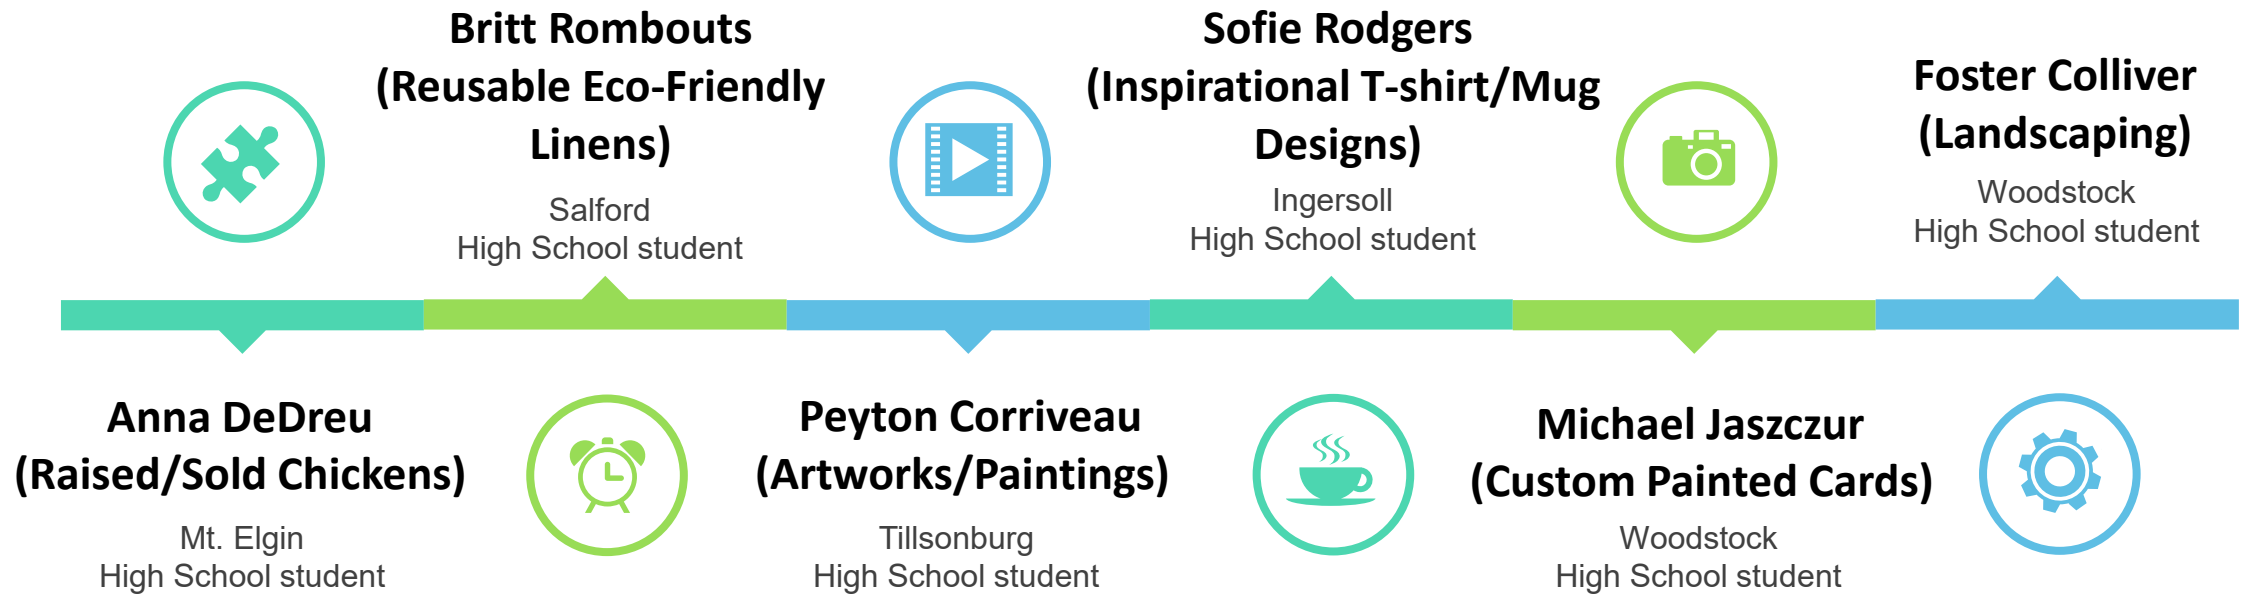 Britt Rombouts
(Reusable Eco-Friendly
Linens)
Salford
High School student
Sofie Rodgers
(Inspirational T-shirt/Mug
Designs)
Ingersoll
High School student
Foster Colliver
(Landscaping)
Woodstock
High School student
Anna DeDreu
(Raised/Sold Chickens)
Mt. Elgin
High School student
Peyton Corriveau
(Artworks/Paintings)
Tillsonburg
High School student
Michael Jaszczur
(Custom Painted Cards)
Woodstock
High School student